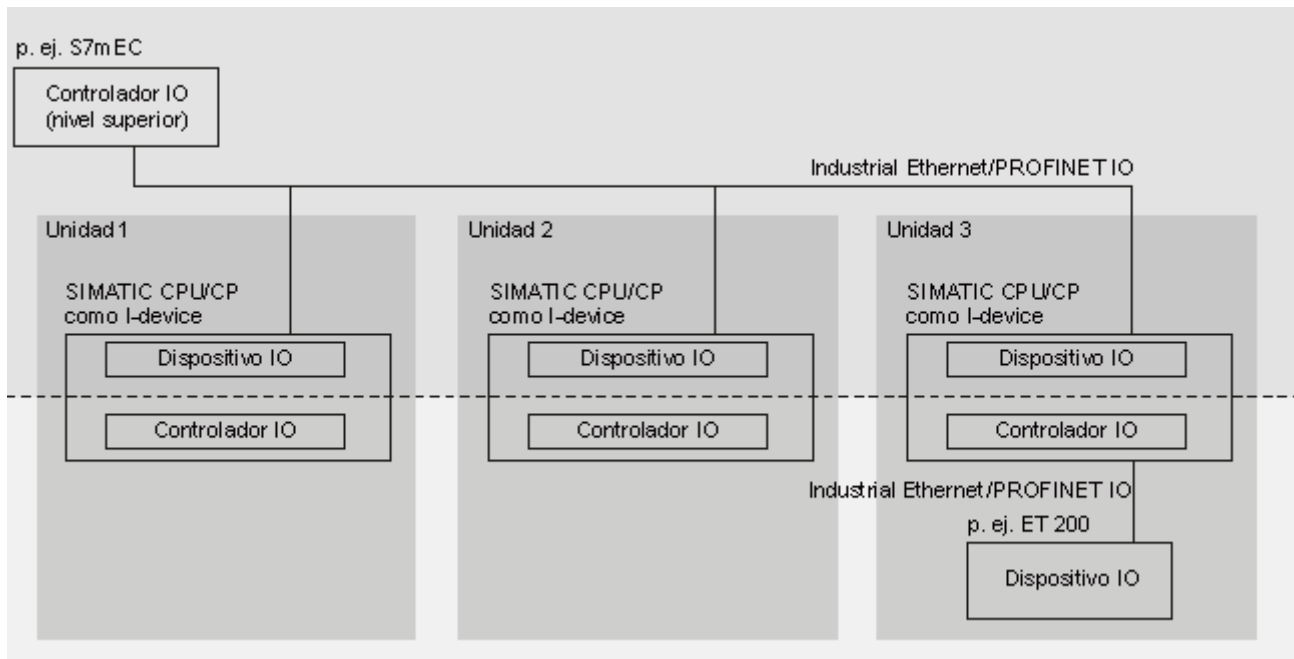 p. ej. S7mEC
Controlador IO
(nivel superior)
Industrial Ethernet/PROFINET IO
Unidad 1
SIMATIC CPU/CP
como I-device
Dispositivo IO
Controlador IO
Unidad 2
SIMATIC CPU/CP
como I-device
Dispositivo IO
Controlador IO
Unidad 3
SIMATIC CPU/CP
como I-device
Dispositivo IO
Controlador IO
Industrial Ethernet/PROFINET IO
p. ej. ET 200
Dispositivo IO